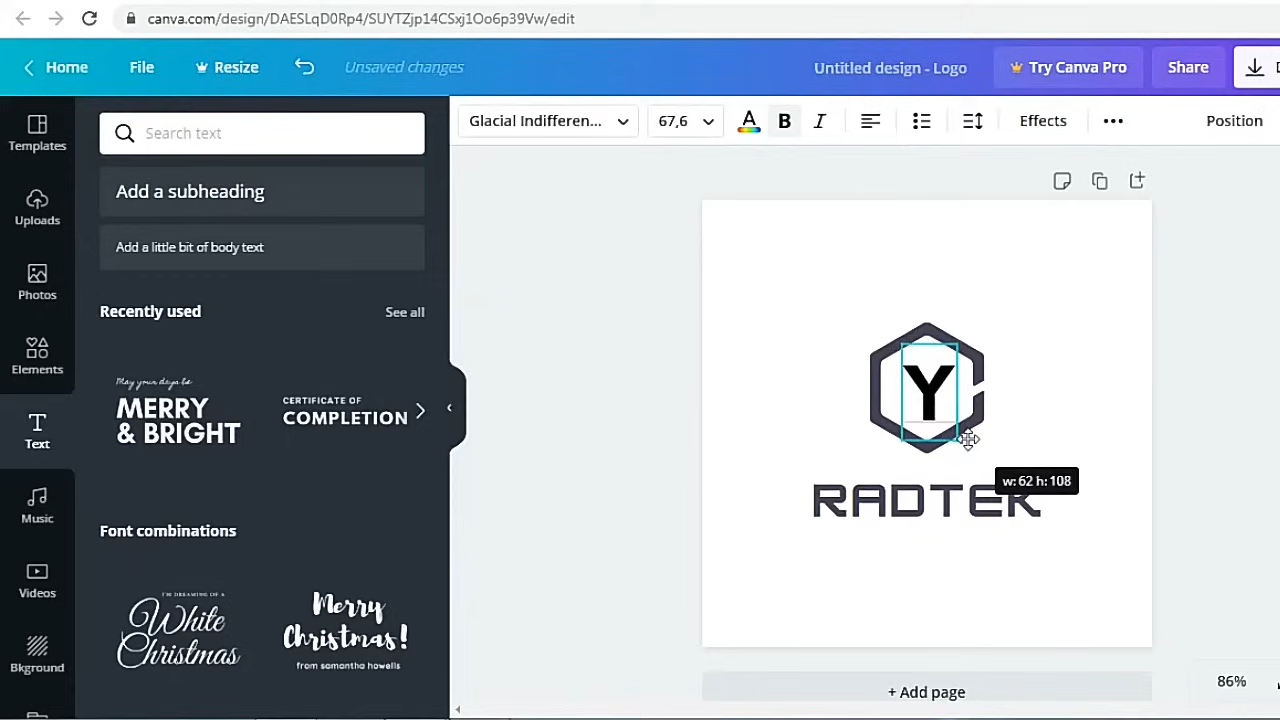 canva.com/design/DAESLqD0Rp4/SUYTZjp14CSxj1Oo6p39Vw/edit
Home File Resize Unsaved changes Untitled design - Logo Try Canva Pro Share
Glacial Indifferen... 67,6 A B I Effects ... Position
Templates
Uploads
Photos
Elements
Text
Music
Videos
Bkground
Search text
Add a subheading
Add a little bit of body text
Recently used See all
May your days be
MERRY
& BRIGHT
CERTIFICATE OF
COMPLETION
Font combinations
I'M DREAMING OF A
White
Christmas
Merry
Christmas!
from samantha howells
Y
w: 62 h: 108
RADTEK
+ Add page
86%